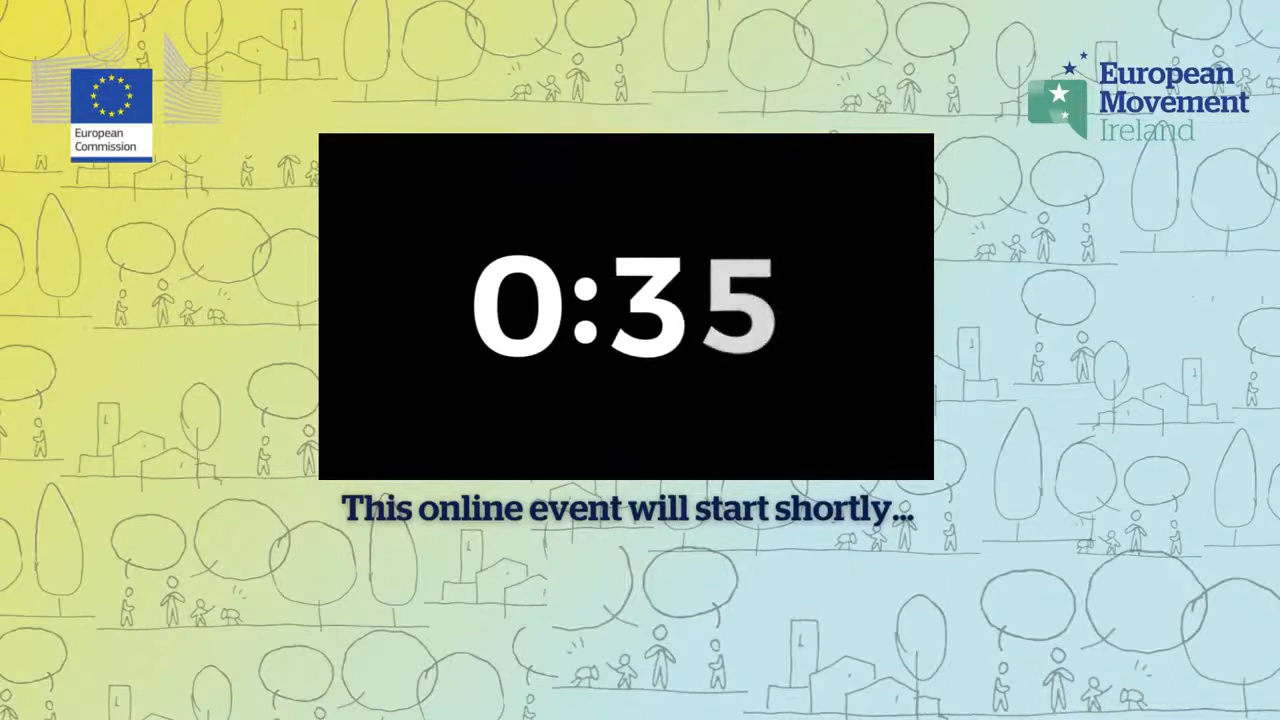 European
Commission
European
Movement
Ireland
0:35
This online event will start shortly...